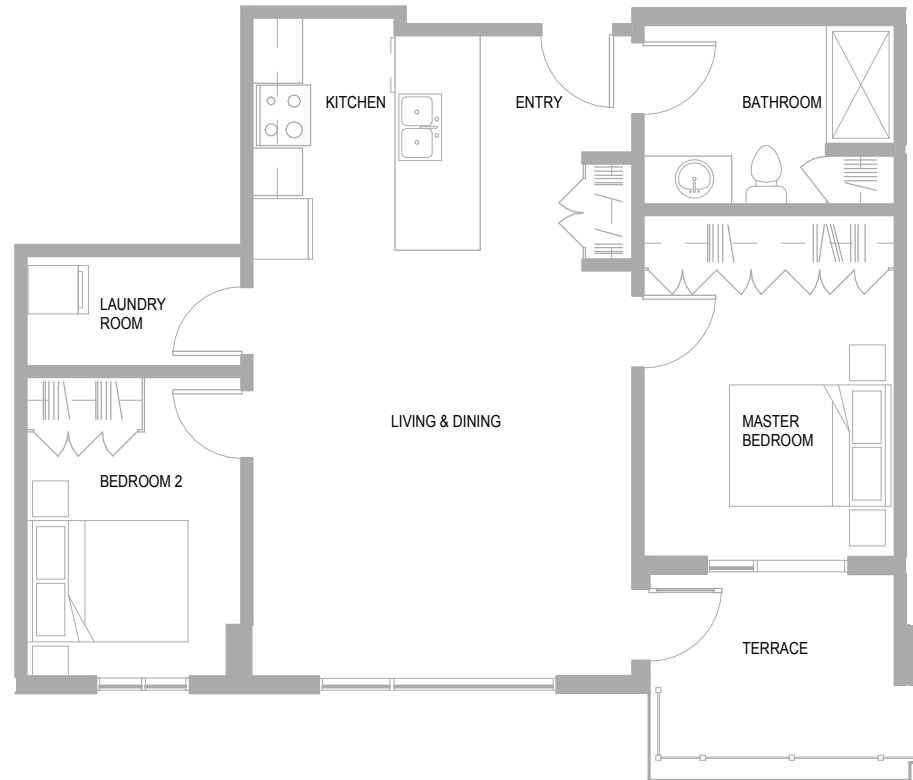 KITCHEN
ENTRY
BATHROOM
LAUNDRY
ROOM
LIVING & DINING
MASTER
BEDROOM
BEDROOM 2
TERRACE